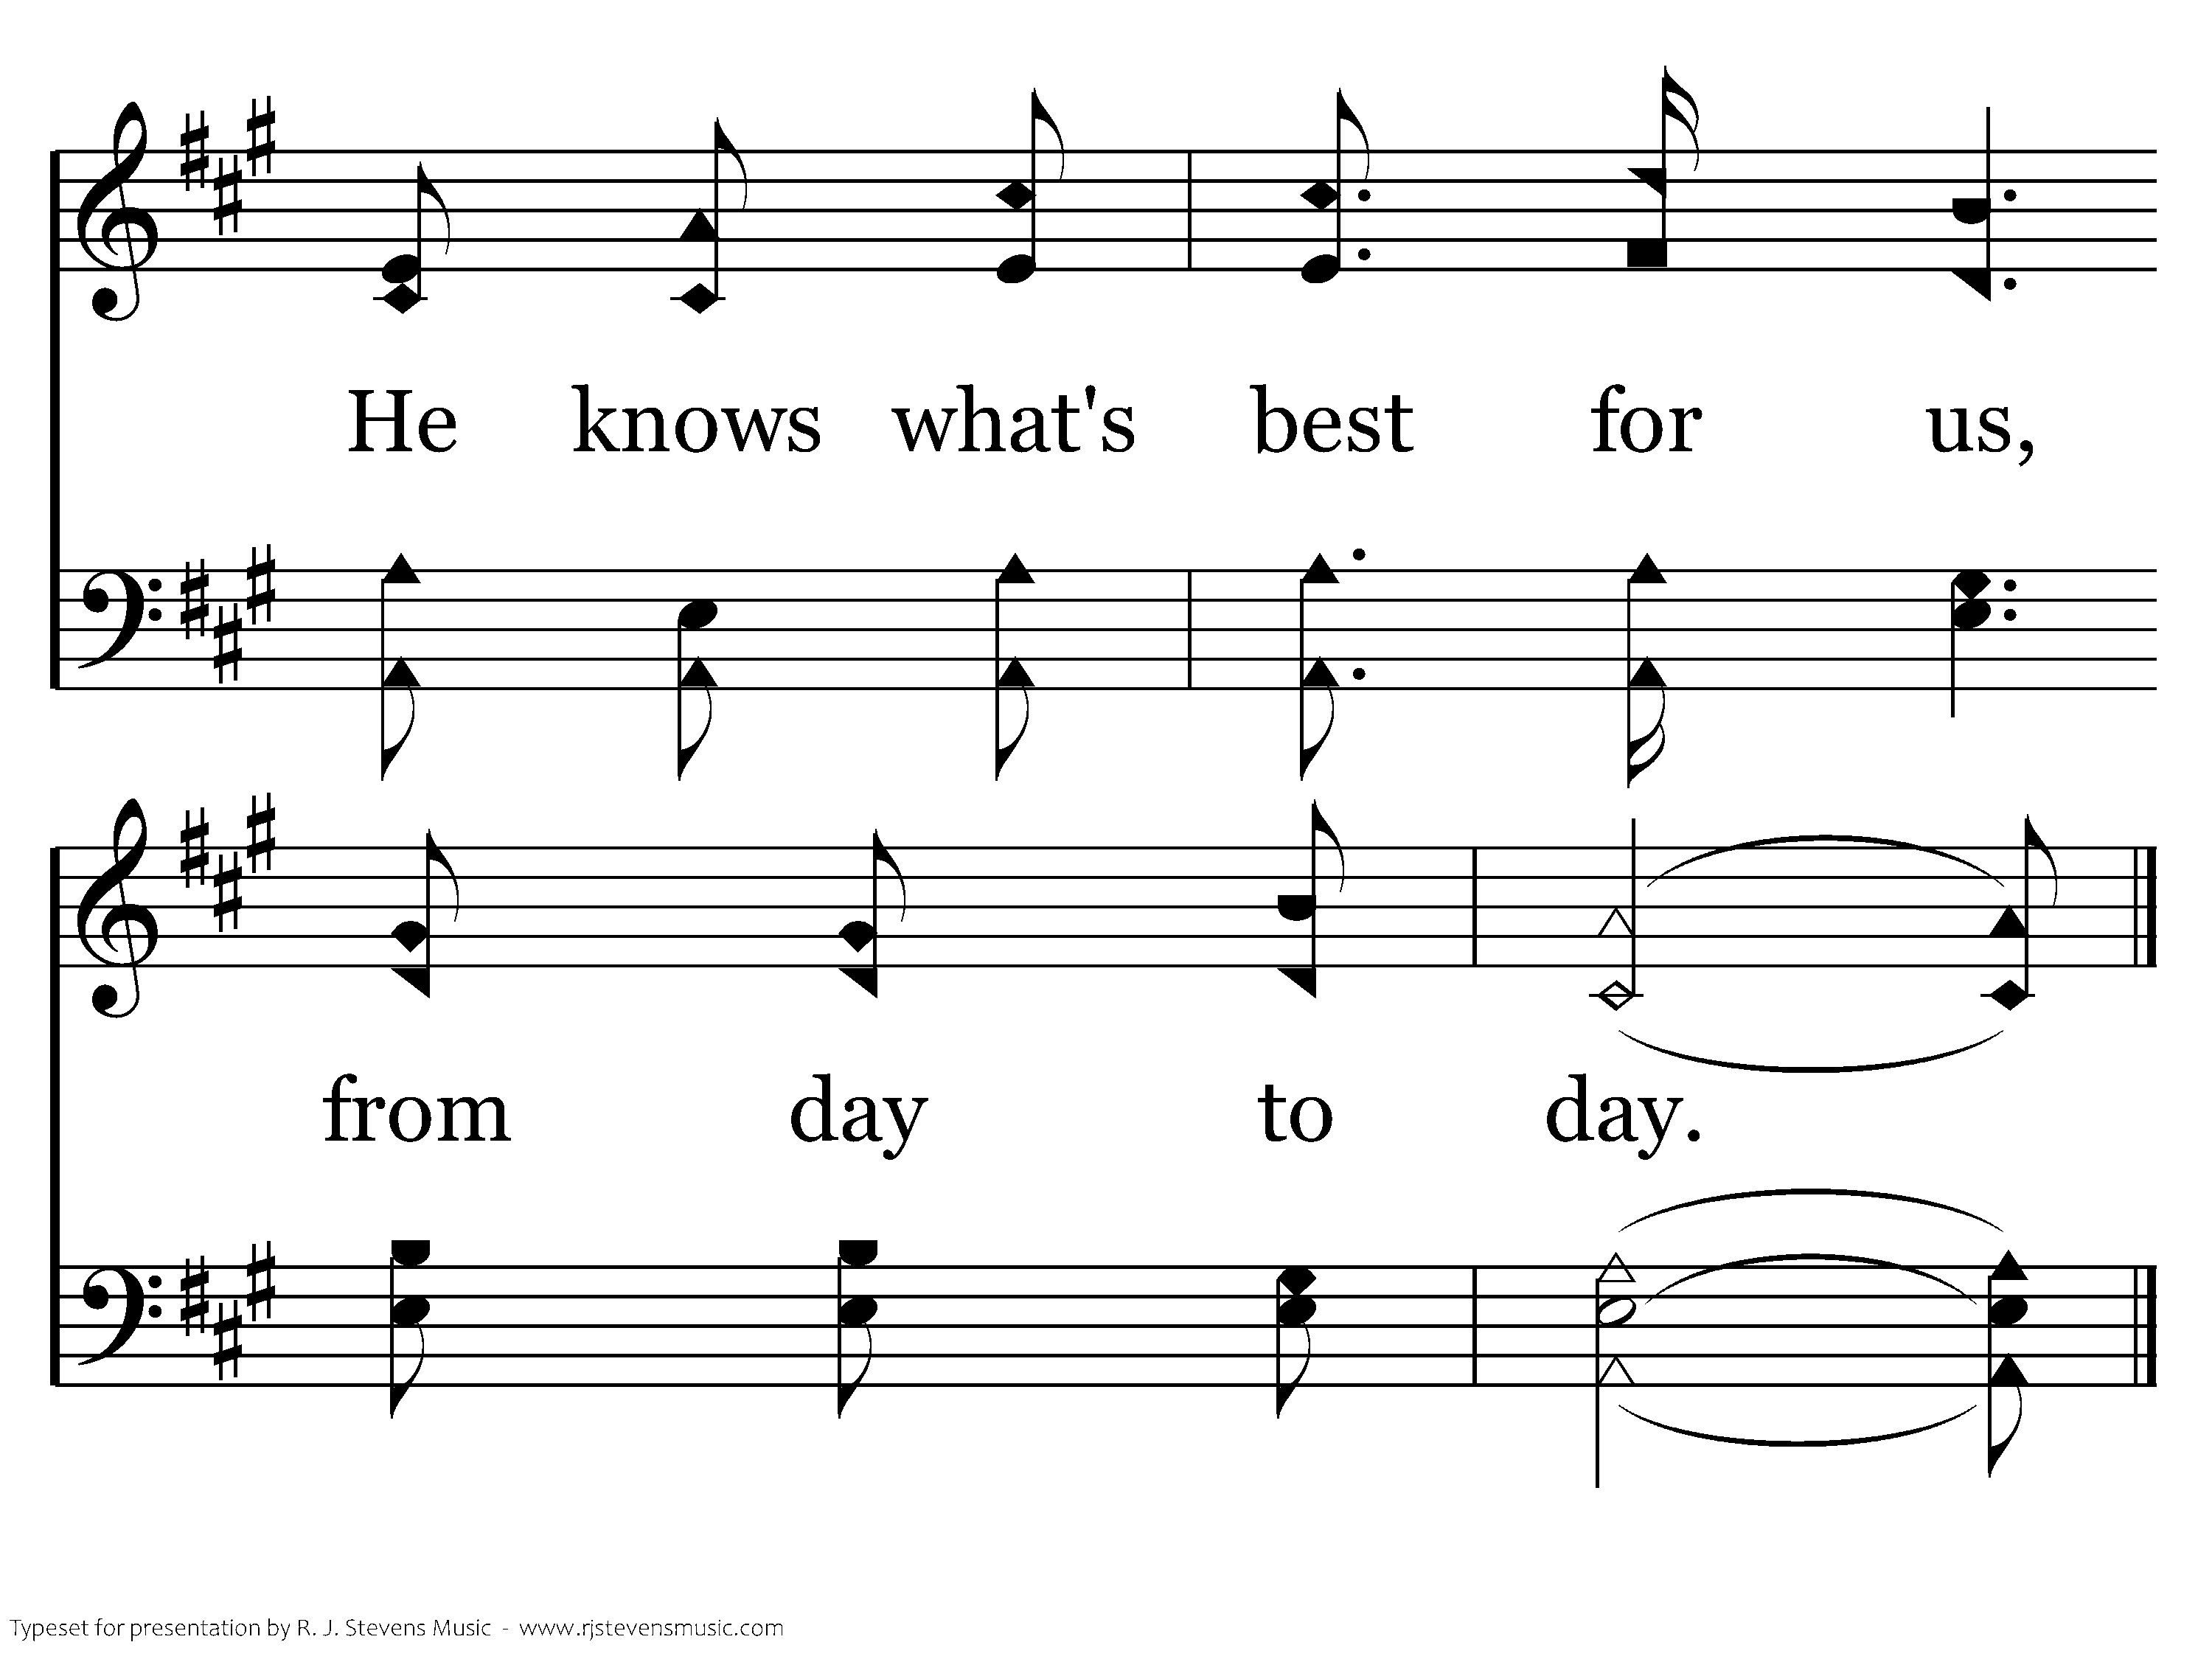 He knows what's best for us,
from day to day.
Typeset for presentation by R. J. Stevens Music - www.rjstevensmusic.com